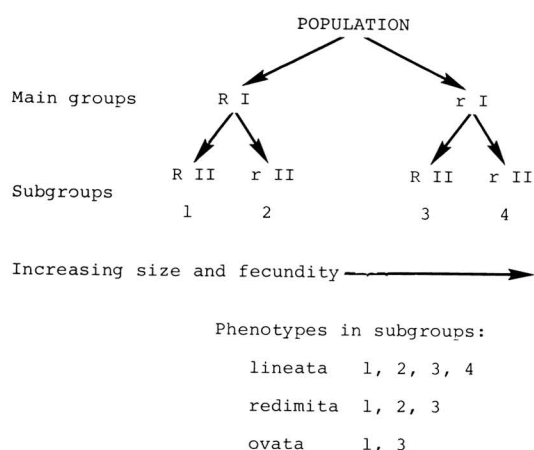 POPULATION
Main groups R I r I
R II r II R II r II
Subgroups
1 2 3 4
Increasing size and fecundity
Phenotypes in subgroups:
lineata 1, 2, 3, 4
redimita 1, 2, 3
ovata 1, 3